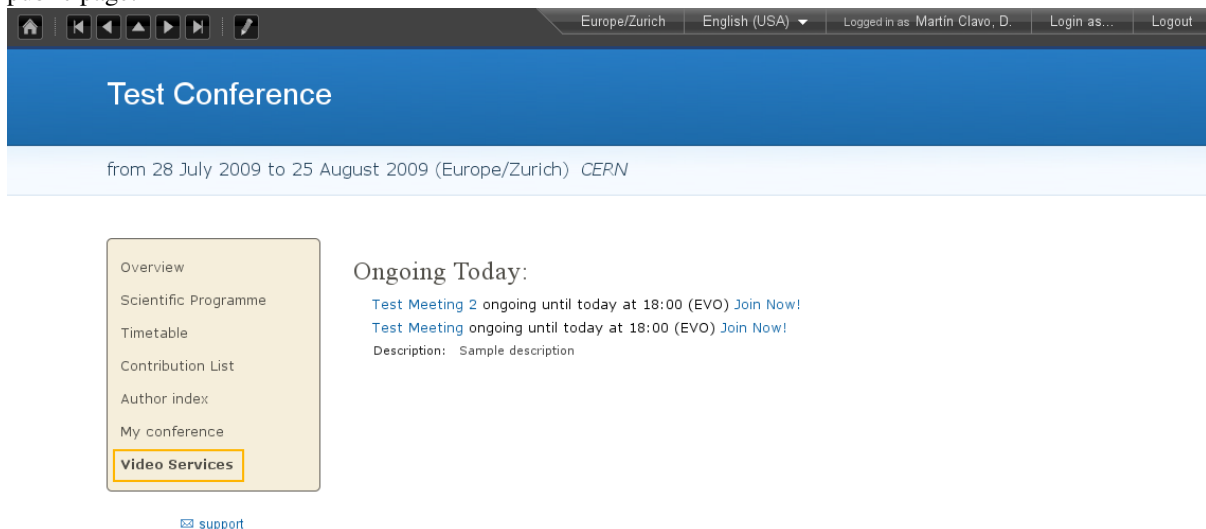 Europe/Zurich English (USA) Logged in as Martín Clavo, D. Login as... Logout
Test Conference
from 28 July 2009 to 25 August 2009 (Europe/Zurich) CERN
Overview
Scientific Programme
Timetable
Contribution List
Author index
My conference
Video Services
support
Ongoing Today:
Test Meeting 2 ongoing until today at 18:00 (EVO) Join Now!
Test Meeting ongoing until today at 18:00 (EVO) Join Now!
Description: Sample description